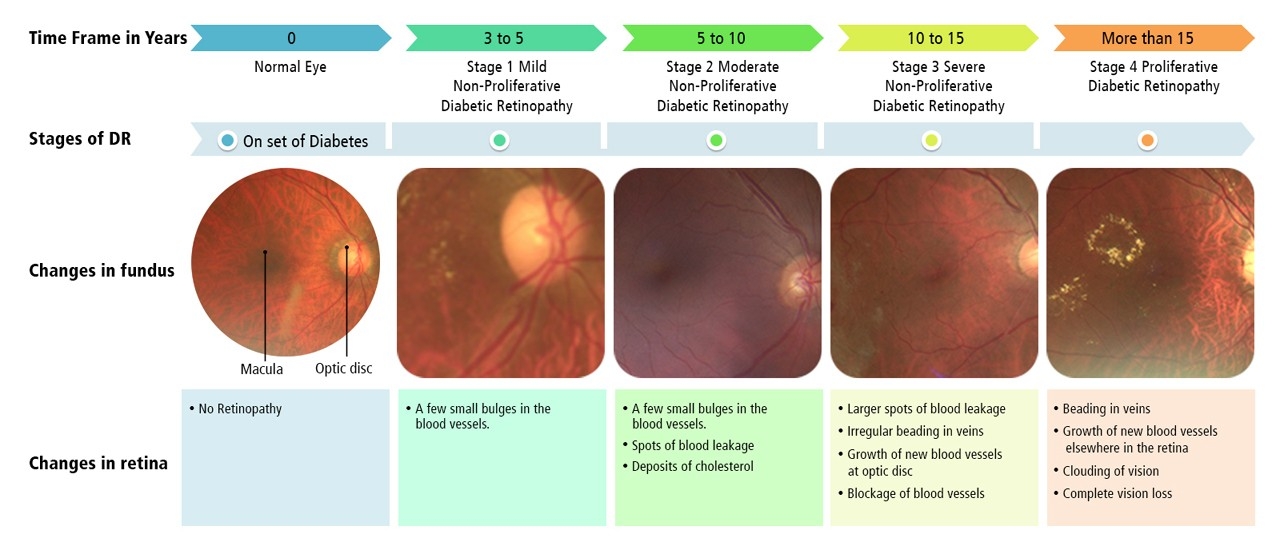 Time Frame in Years
0
3 to 5
5 to 10
10 to 15
More than 15
Normal Eye
Stage 1 Mild
Non-Proliferative
Diabetic Retinopathy
Stage 2 Moderate
Non-Proliferative
Diabetic Retinopathy
Stage 3 Severe
Non-Proliferative
Diabetic Retinopathy
Stage 4 Proliferative
Diabetic Retinopathy
Stages of DR
On set of Diabetes
Changes in fundus
Macula
Optic disc
Changes in retina
• No Retinopathy
• A few small bulges in the
blood vessels.
• A few small bulges in the
blood vessels.
• Spots of blood leakage
• Deposits of cholesterol
• Larger spots of blood leakage
• Irregular beading in veins
• Growth of new blood vessels
at optic disc
• Blockage of blood vessels
• Beading in veins
• Growth of new blood vessels
elsewhere in the retina
• Clouding of vision
• Complete vision loss